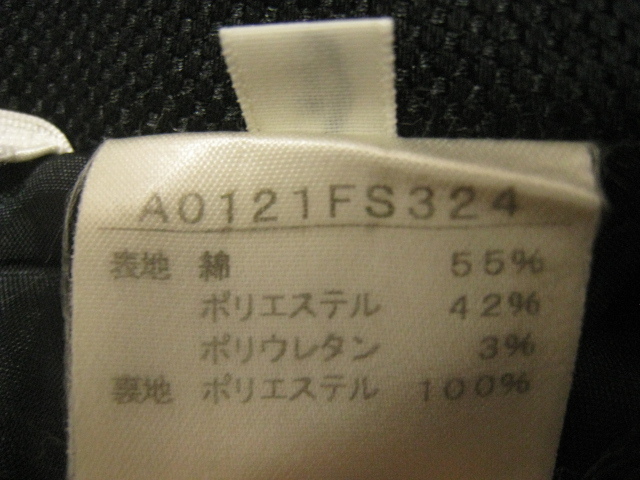 A0121FS324
表地 綿 55%
ポリエステル 42%
ポリウレタン 3%
裏地 ポリエステル 100%